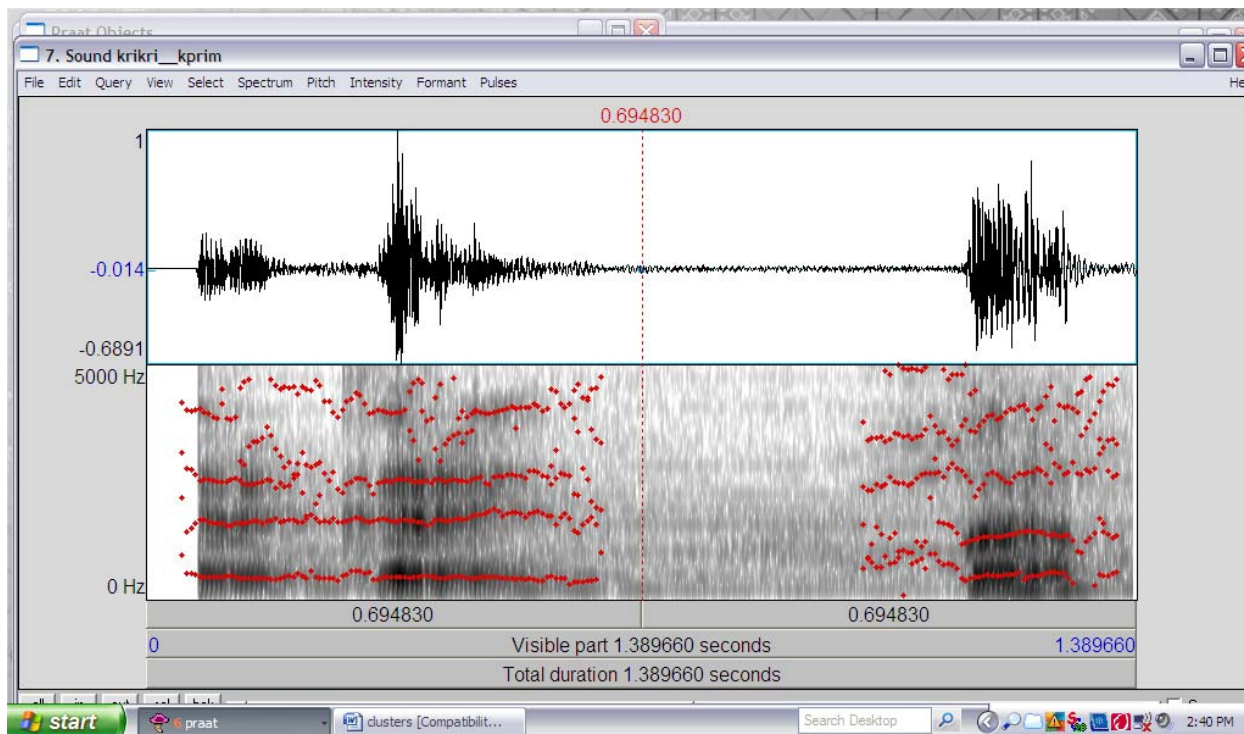 Praat Objects
7. Sound krikri__kprim
File Edit Query View Select Spectrum Pitch Intensity Formant Pulses
0.694830
1
-0.014
-0.6891
5000 Hz
0 Hz
0.694830 0.694830
0 Visible part 1.389660 seconds 1.389660
Total duration 1.389660 seconds
start 6 praat clusters [Compatibilit... Search Desktop 2:40 PM